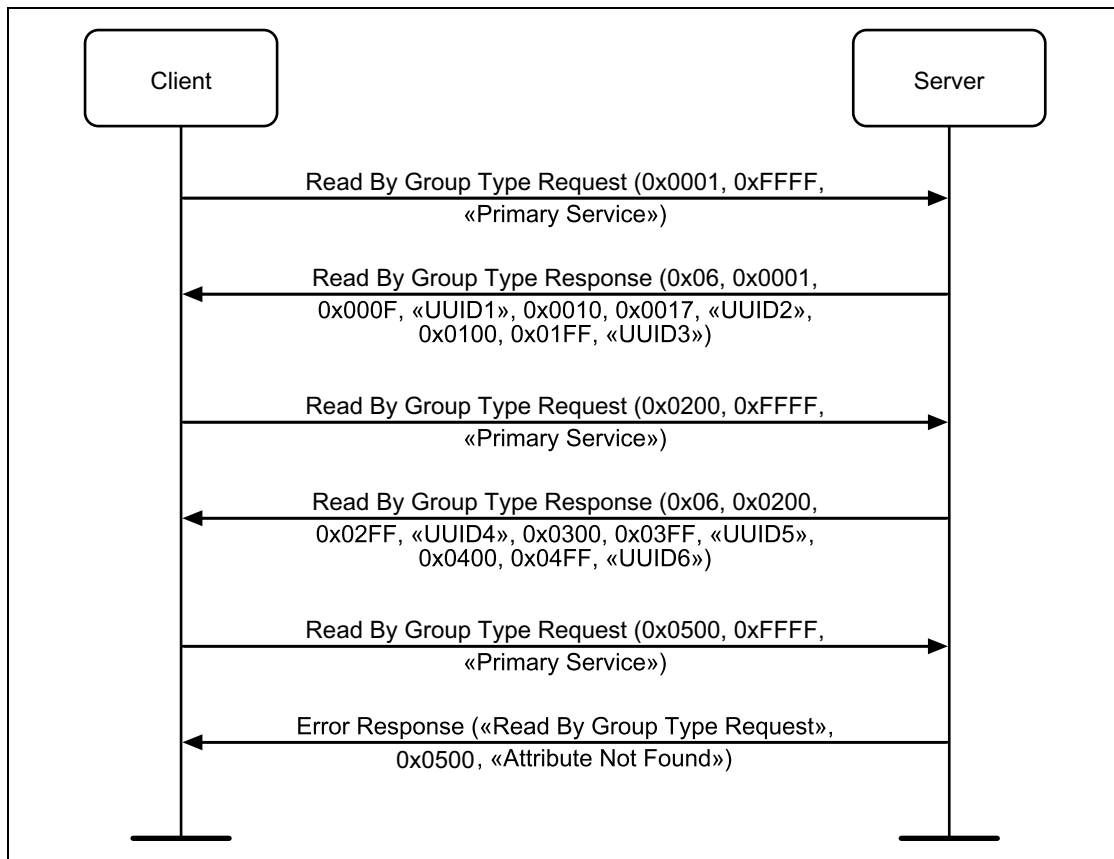 Client
Server
Read By Group Type Request (0x0001, 0xFFFF,
«Primary Service»)
Read By Group Type Response (0x06, 0x0001,
0x000F, «UUID1», 0x0010, 0x0017, «UUID2»,
0x0100, 0x01FF, «UUID3»)
Read By Group Type Request (0x0200, 0xFFFF,
«Primary Service»)
Read By Group Type Response (0x06, 0x0200,
0x02FF, «UUID4», 0x0300, 0x03FF, «UUID5»,
0x0400, 0x04FF, «UUID6»)
Read By Group Type Request (0x0500, 0xFFFF,
«Primary Service»)
Error Response («Read By Group Type Request»,
0x0500, «Attribute Not Found»)